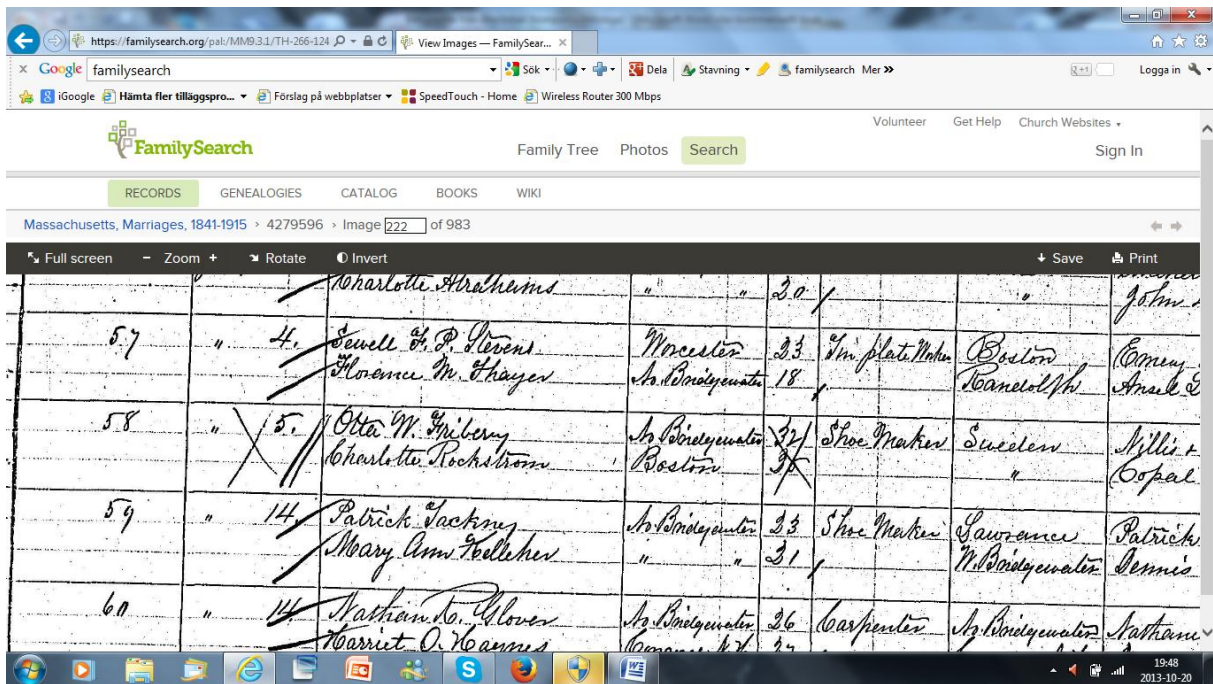 https://familysearch.org/pal:/MM9.3.1/TH-266-124
View Images — FamilySear...
Google familysearch Sök Dela Stavning familysearch Mer » Logga in
iGoogle Hämta fler tilläggspro... Förslag på webbplatser SpeedTouch - Home Wireless Router 300 Mbps
Volunteer Get Help Church Websites
FamilySearch Family Tree Photos Search Sign In
RECORDS GENEALOGIES CATALOG BOOKS WIKI
Massachusetts, Marriages, 1841-1915 › 4279596 › Image 222 of 983
Full screen - Zoom + Rotate Invert Save Print
Charlotte " " 20 " John
57 " 4. Sewell F. P. Stevens Worcester 23 Tin plate Worker Boston Emery
Florence M. Thayer No. Bridgewater 18 Randolph Ansel
58 " 5. Otto W. Friberg No Bridgewater 32 Shoe Maker Sweden Nillis
Charlotte Rockstrom Boston "
59 " 14 Patrick No Bridgewater 23 Shoe Maker Lawrence Patrick
Mary Ann Kelleher " " 21 W. Bridgewater Dennis
60 " 14 Nathan R. Glover No Bridgewater 26 Carpenter No Bridgewater
Harriet O. Haynes
19:48
2013-10-20